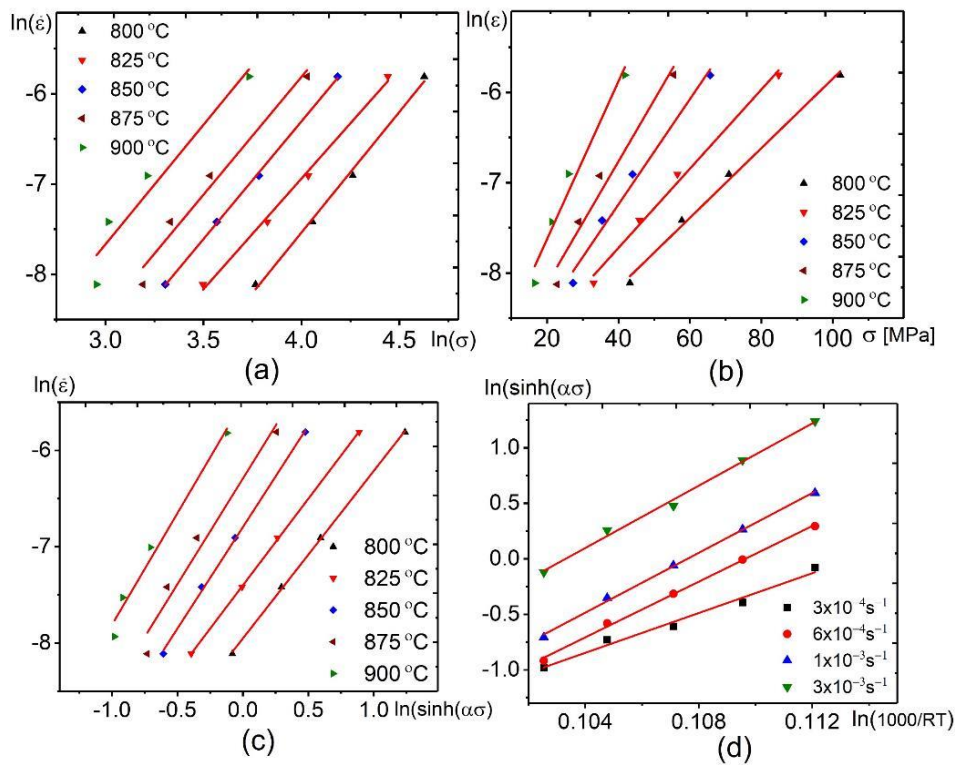 ln(ε̇)
800 °C
825 °C
850 °C
875 °C
900 °C
-6
-7
-8
3.0
3.5
4.0
4.5
ln(σ)
(a)
ln(ε)
-6
-7
-8
800 °C
825 °C
850 °C
875 °C
900 °C
20
40
60
80
100
σ [MPa]
(b)
ln(ε̇)
-6
-7
-8
800 °C
825 °C
850 °C
875 °C
900 °C
-1.0
-0.5
0.0
0.5
1.0
ln(sinh(ασ)
(c)
ln(sinh(ασ)
1.0
0.5
0.0
-0.5
-1.0
3x10⁻⁴s⁻¹
6x10⁻⁴s⁻¹
1x10⁻³s⁻¹
3x10⁻³s⁻¹
0.104
0.108
0.112
ln(1000/RT)
(d)